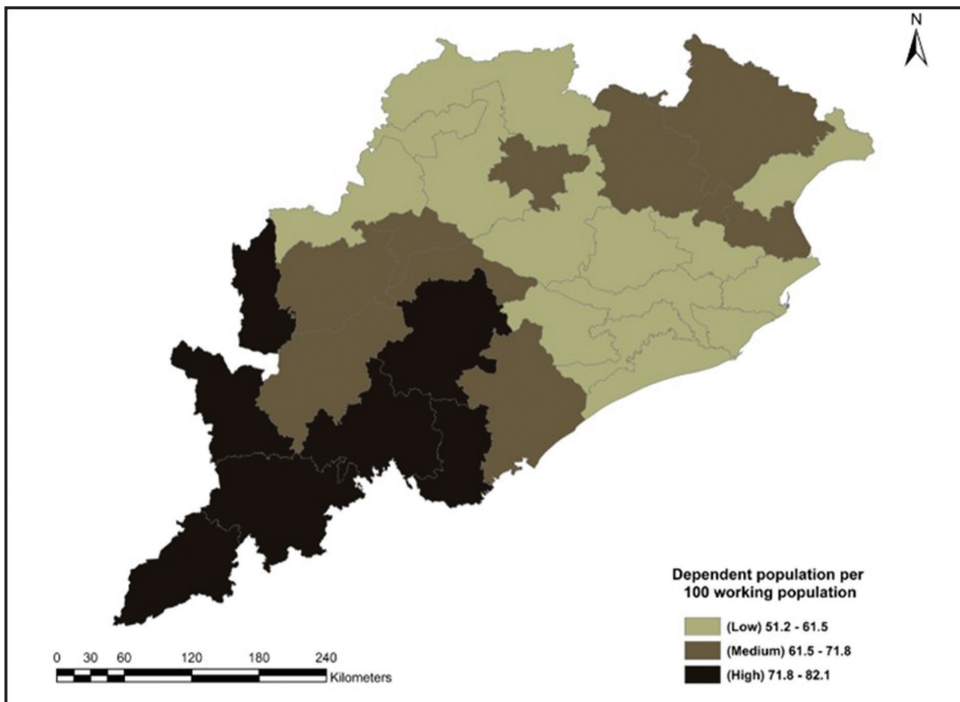 N
Dependent population per
100 working population
(Low) 51.2 - 61.5
(Medium) 61.5 - 71.8
(High) 71.8 - 82.1
0 30 60 120 180 240
Kilometers